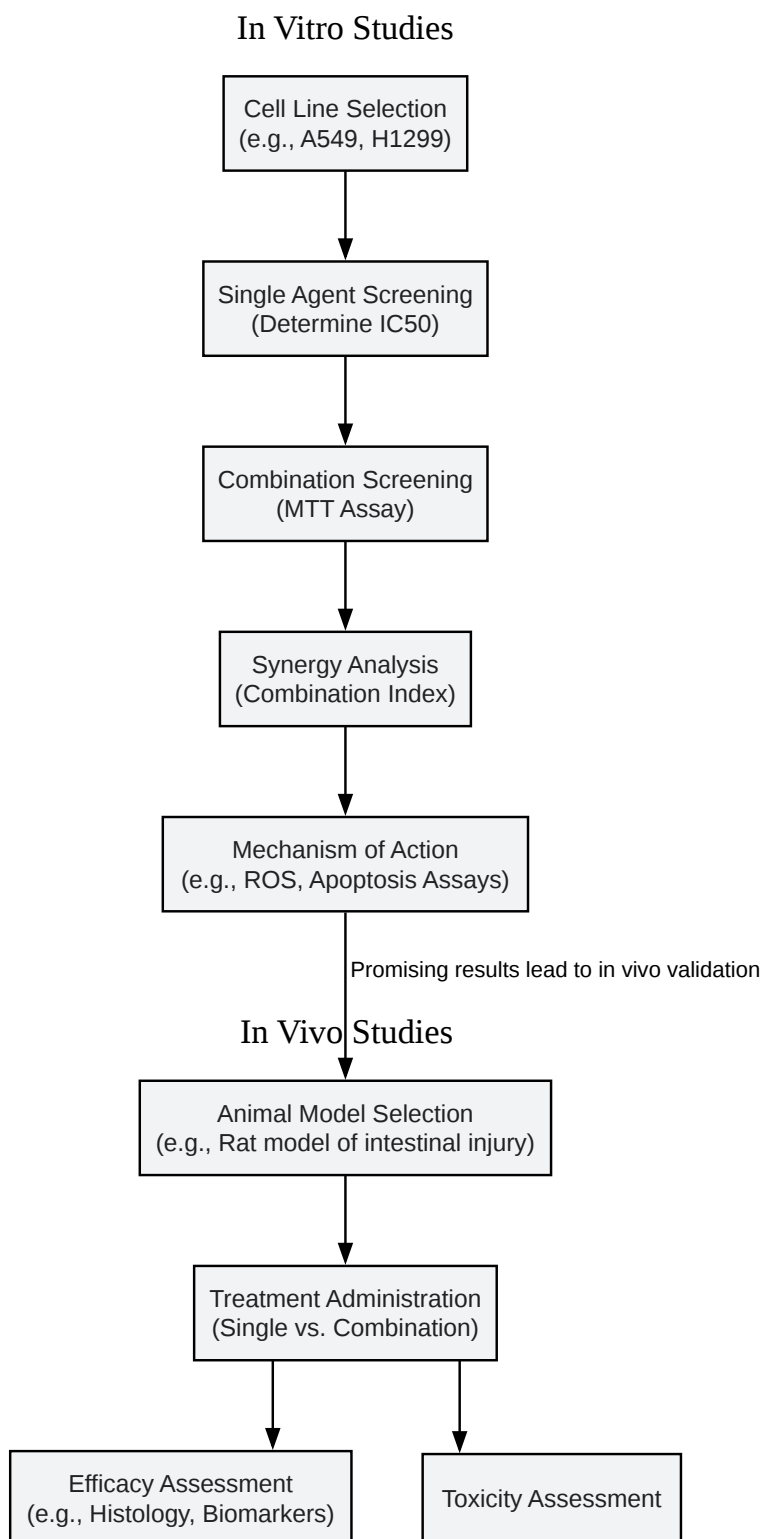 In Vitro Studies
Cell Line Selection
(e.g., A549, H1299)
Single Agent Screening
(Determine IC50)
Combination Screening
(MTT Assay)
Synergy Analysis
(Combination Index)
Mechanism of Action
(e.g., ROS, Apoptosis Assays)
Promising results lead to in vivo validation
In Vivo Studies
Animal Model Selection
(e.g., Rat model of intestinal injury)
Treatment Administration
(Single vs. Combination)
Efficacy Assessment
(e.g., Histology, Biomarkers)
Toxicity Assessment